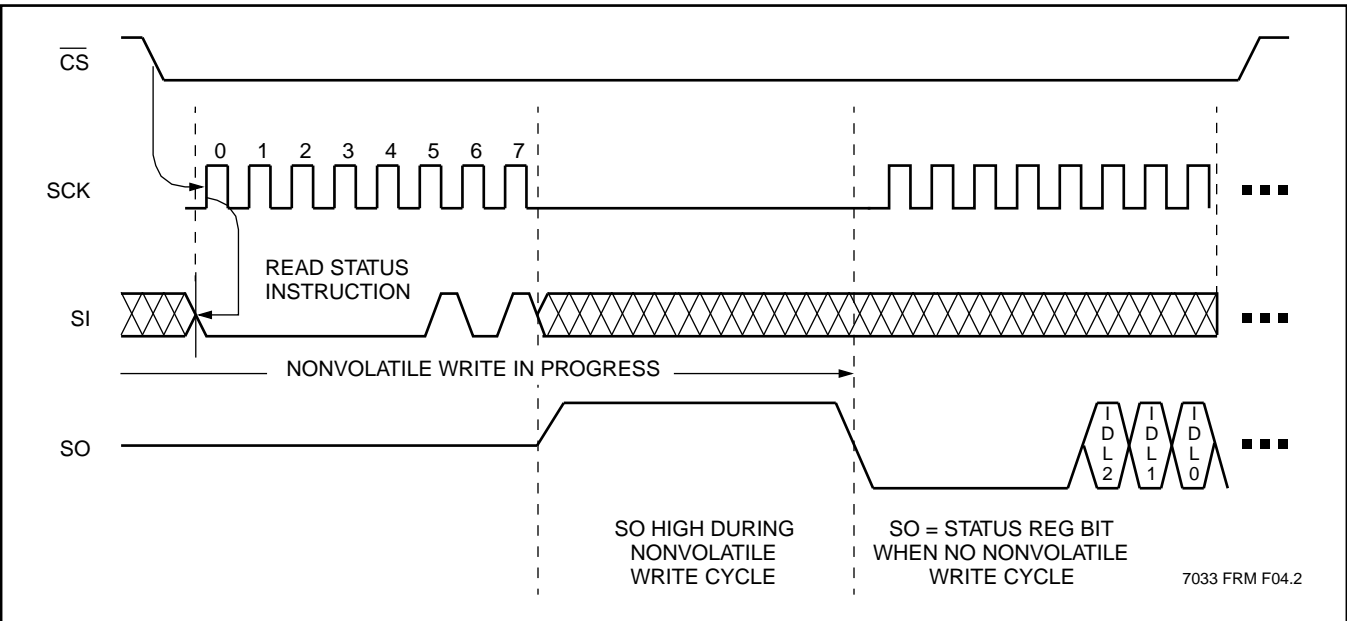 CS
0 1 2 3 4 5 6 7
SCK
READ STATUS
INSTRUCTION
SI
NONVOLATILE WRITE IN PROGRESS
SO
IDL2 IDL1 IDL0
SO HIGH DURING
NONVOLATILE
WRITE CYCLE
SO = STATUS REG BIT
WHEN NO NONVOLATILE
WRITE CYCLE
7033 FRM F04.2